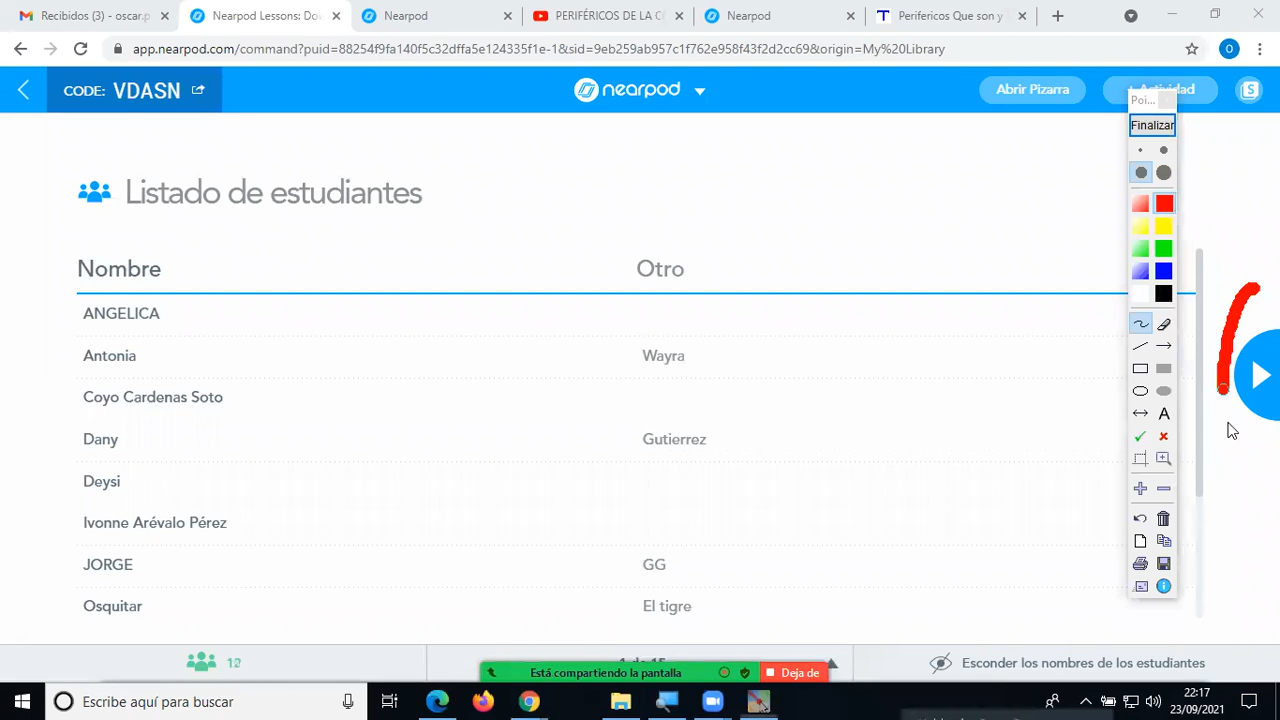 Recibidos (3) - oscar.p
Nearpod Lessons: Do
Nearpod
PERIFÉRICOS DE LA C
Nearpod
Perifericos Que son y
app.nearpod.com/command?puid=88254f9fa140f5c32dffa5e124335f1e-1&sid=9eb259ab957c1f762e958f43f2d2cc69&origin=My%20Library
O
CODE: VDASN
nearpod
Abrir Pizarra
Actividad
S
Poi...
Finalizar
Listado de estudiantes
Nombre Otro
ANGELICA
Antonia Wayra
Coyo Cardenas Soto
Dany Gutierrez
Deysi
Ivonne Arévalo Pérez
JORGE GG
Osquitar El tigre
A
Esconder los nombres de los estudiantes
Está compartiendo la pantalla
Deja de
Escribe aquí para buscar
22:17
23/09/2021